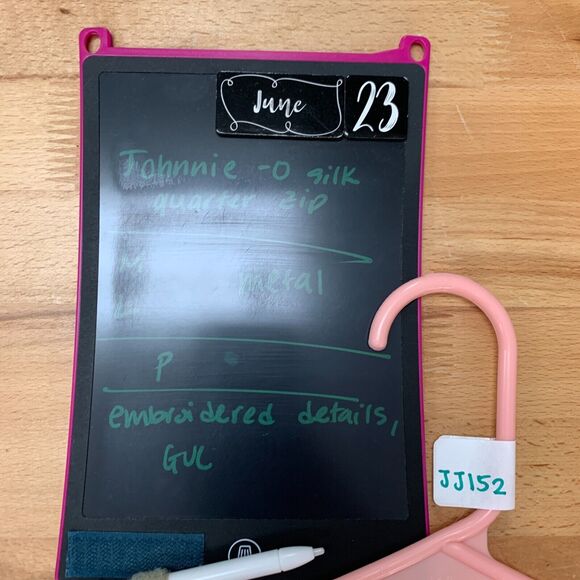 June 23
Johnnie -O silk
quarter zip
M metal
L
P
embroidered details,
GUC
JJ152